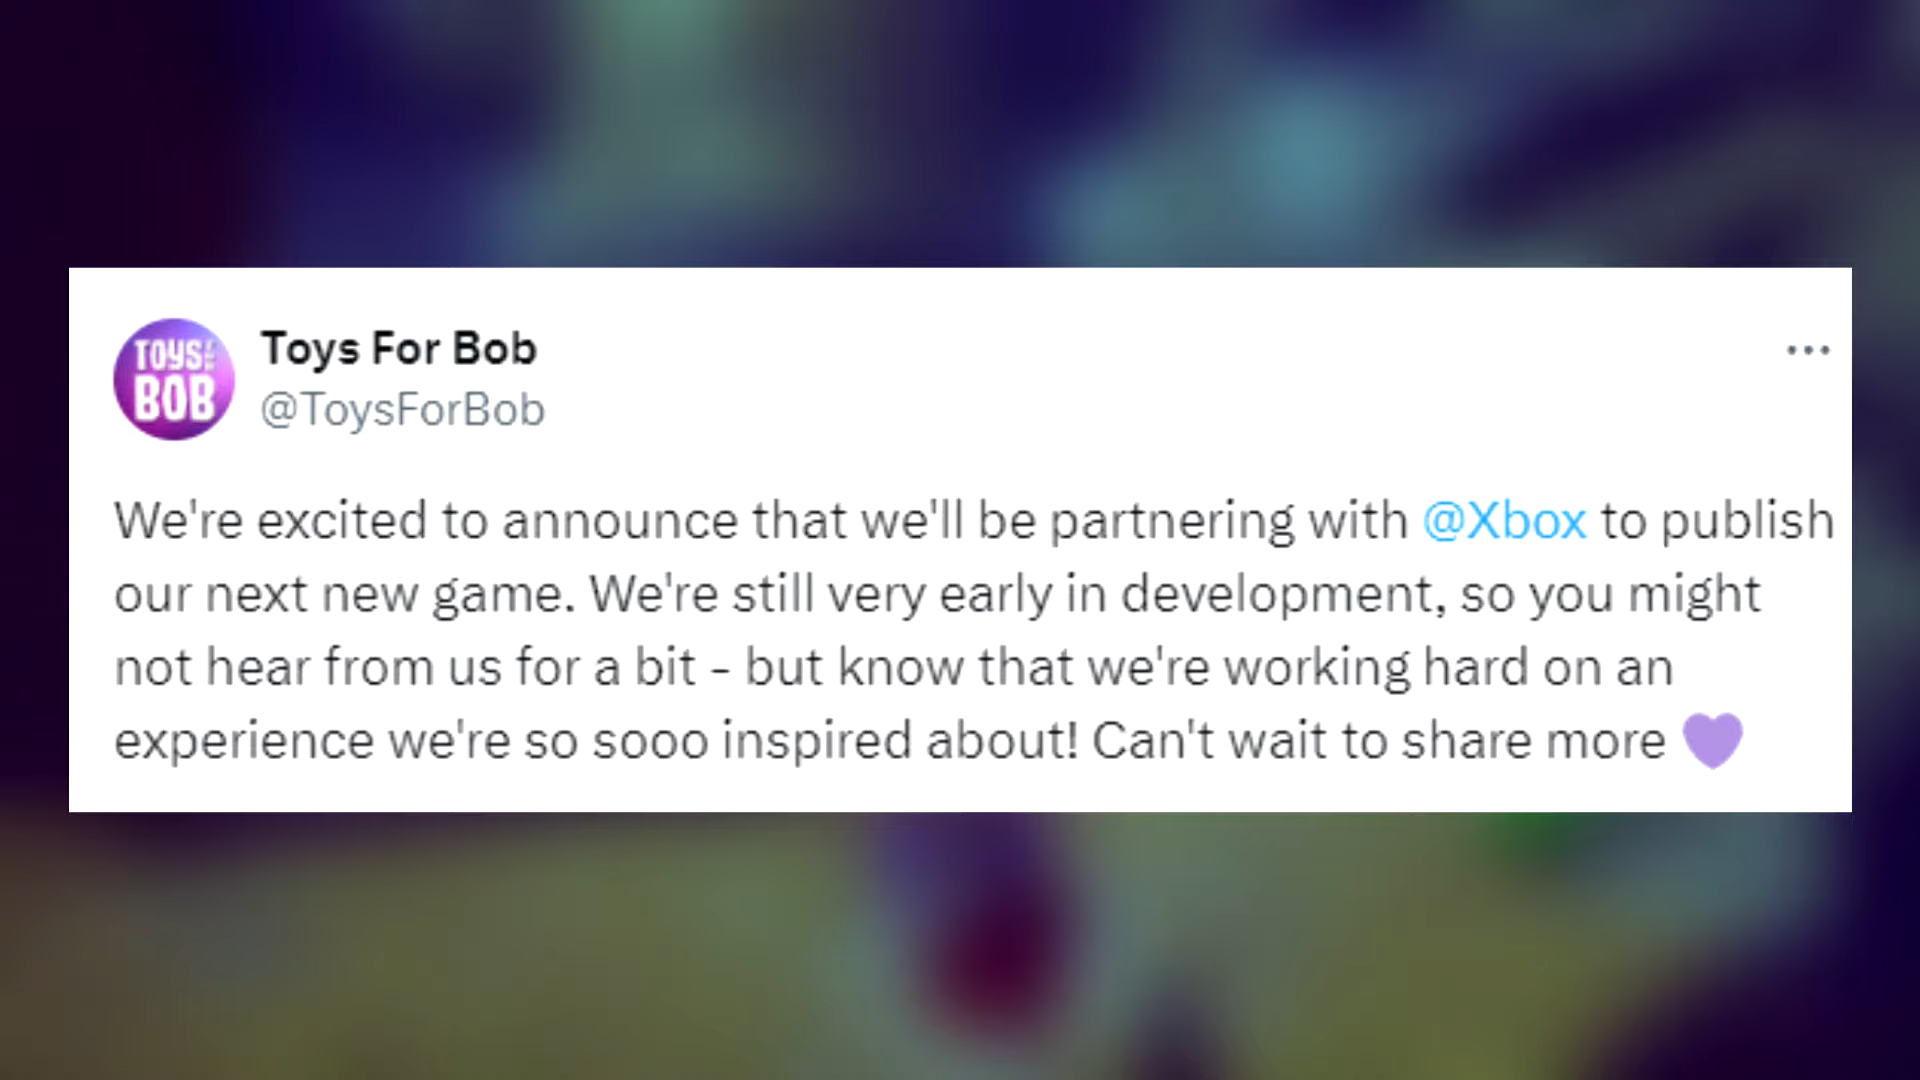 TOYS FOR
BOB
Toys For Bob
@ToysForBob
We're excited to announce that we'll be partnering with @Xbox to publish
our next new game. We're still very early in development, so you might
not hear from us for a bit - but know that we're working hard on an
experience we're so sooo inspired about! Can't wait to share more 💜